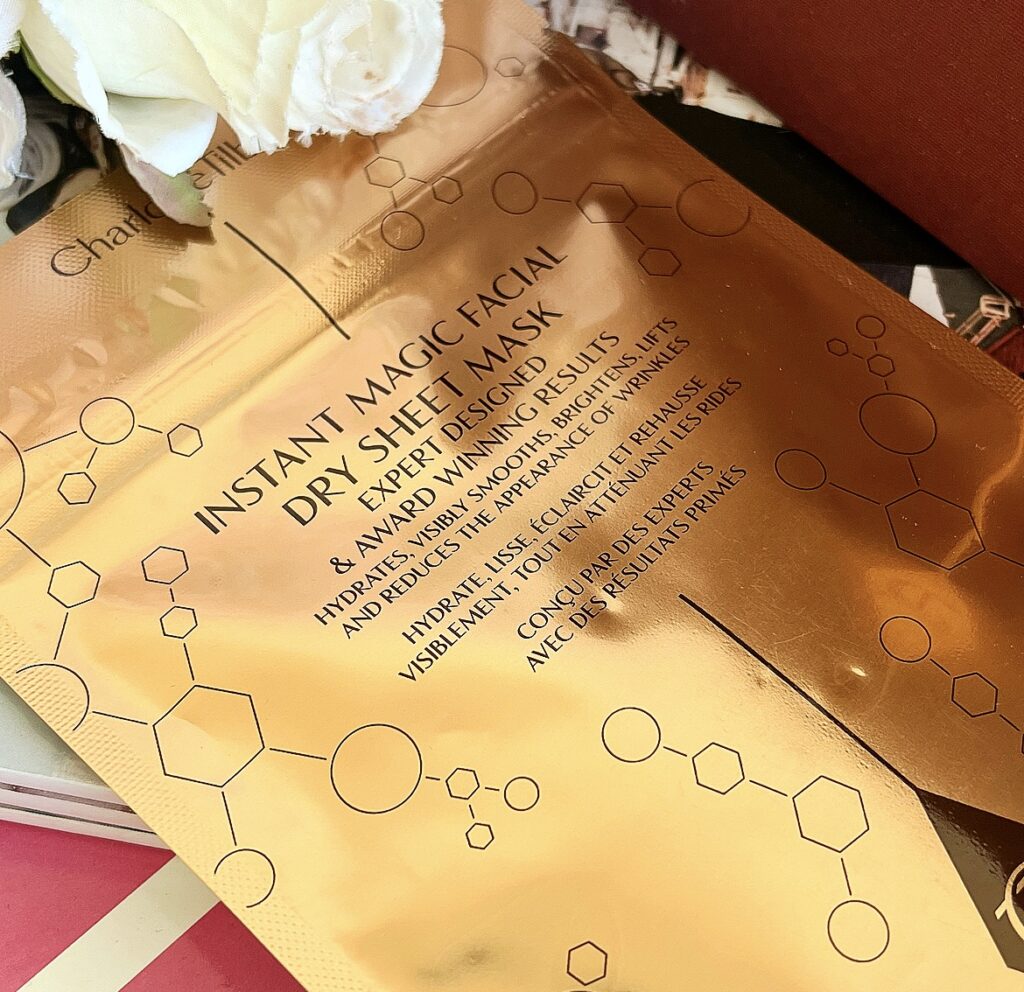 INSTANT MAGIC FACIAL
DRY SHEET MASK
EXPERT DESIGNED
& AWARD WINNING RESULTS
HYDRATES, VISIBLY SMOOTHS, BRIGHTENS, LIFTS
AND REDUCES THE APPEARANCE OF WRINKLES
HYDRATE, LISSE, ÉCLAIRCIT ET REHAUSSE
VISIBLEMENT, TOUT EN ATTÉNUANT LES RIDES
CONÇU PAR DES EXPERTS
AVEC DES RÉSULTATS PRIMÉS